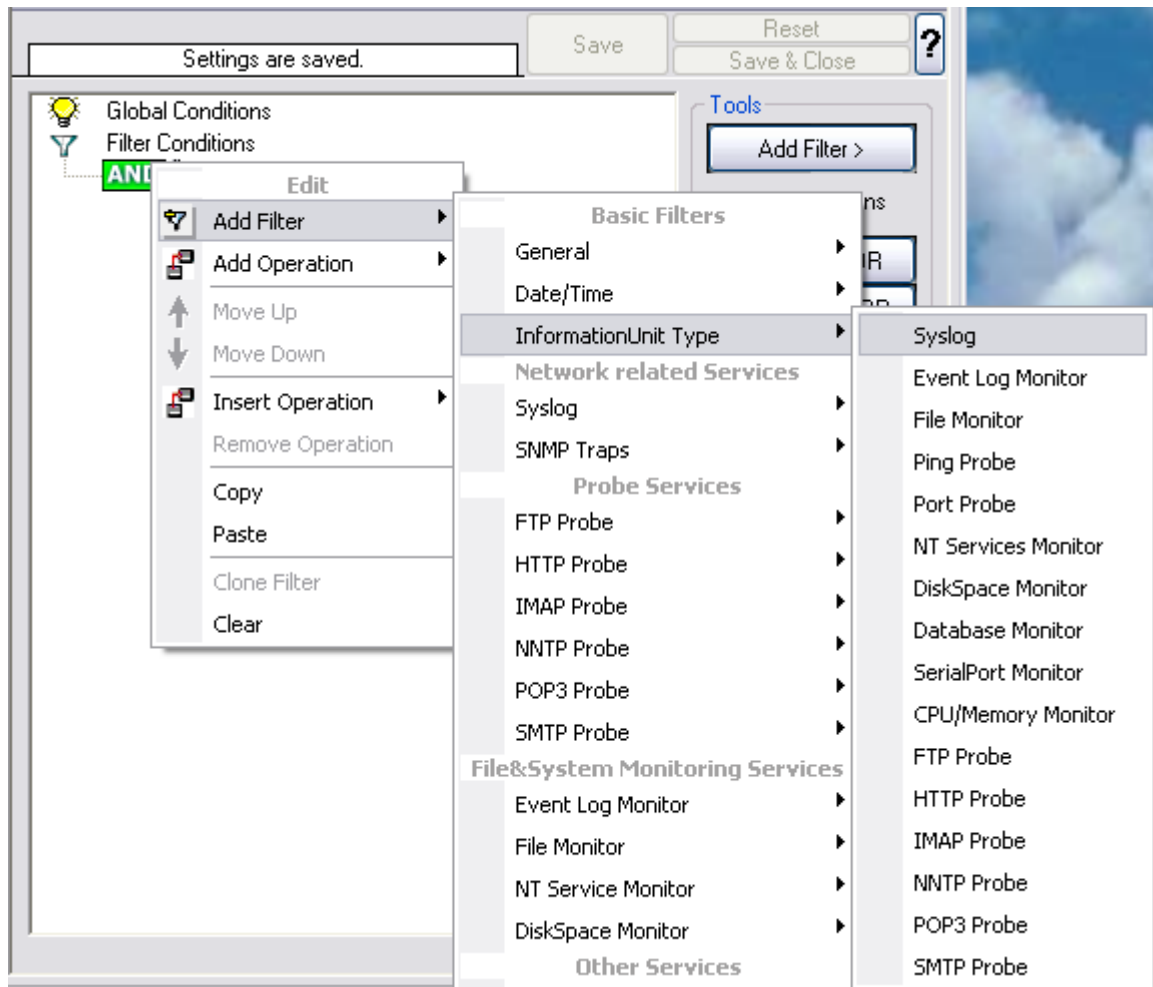 Settings are saved.
Save
Reset
Save & Close
?
Global Conditions
Filter Conditions
AND
Tools
Add Filter >
ns
Edit
Add Filter
Add Operation
Move Up
Move Down
Insert Operation
Remove Operation
Copy
Paste
Clone Filter
Clear
Basic Filters
General
Date/Time
InformationUnit Type
Network related Services
Syslog
SNMP Traps
Probe Services
FTP Probe
HTTP Probe
IMAP Probe
NNTP Probe
POP3 Probe
SMTP Probe
File&System Monitoring Services
Event Log Monitor
File Monitor
NT Service Monitor
DiskSpace Monitor
Other Services
Syslog
Event Log Monitor
File Monitor
Ping Probe
Port Probe
NT Services Monitor
DiskSpace Monitor
Database Monitor
SerialPort Monitor
CPU/Memory Monitor
FTP Probe
HTTP Probe
IMAP Probe
NNTP Probe
POP3 Probe
SMTP Probe